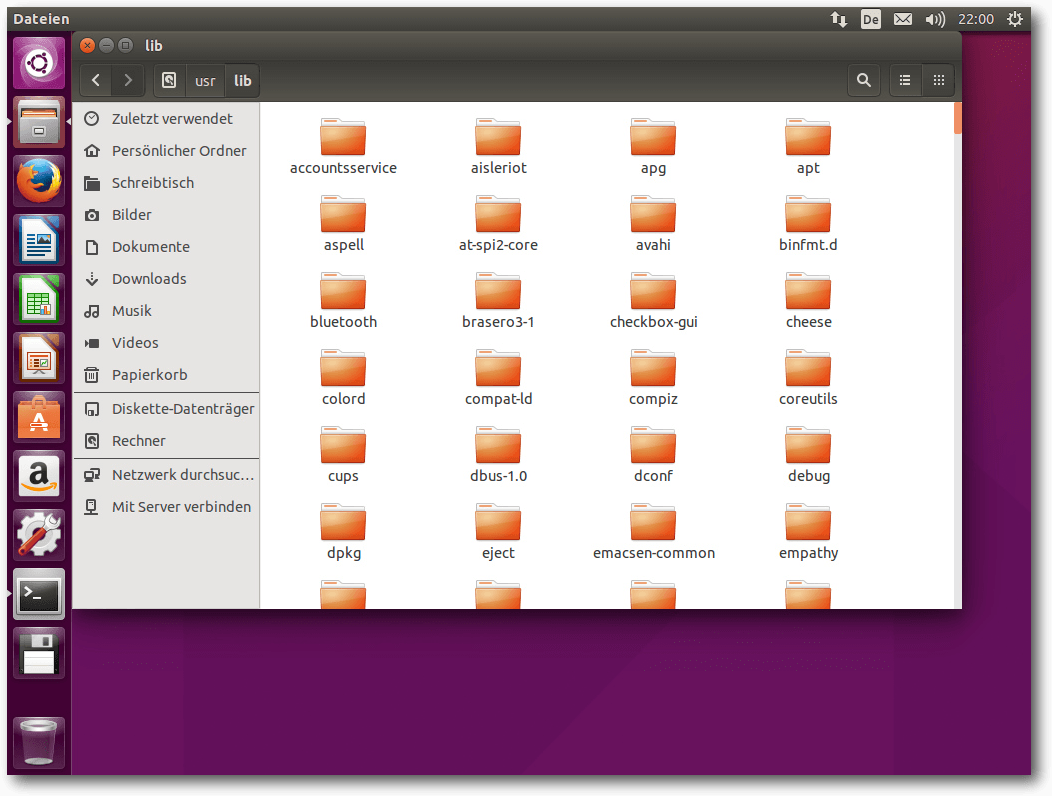 Dateien
De
22:00
lib
usr
lib
Zuletzt verwendet
Persönlicher Ordner
Schreibtisch
Bilder
Dokumente
Downloads
Musik
Videos
Papierkorb
Diskette-Datenträger
Rechner
Netzwerk durchsuc…
Mit Server verbinden
accountsservice aisleriot apg apt
aspell at-spi2-core avahi binfmt.d
bluetooth brasero3-1 checkbox-gui cheese
colord compat-ld compiz coreutils
cups dbus-1.0 dconf debug
dpkg eject emacsen-common empathy